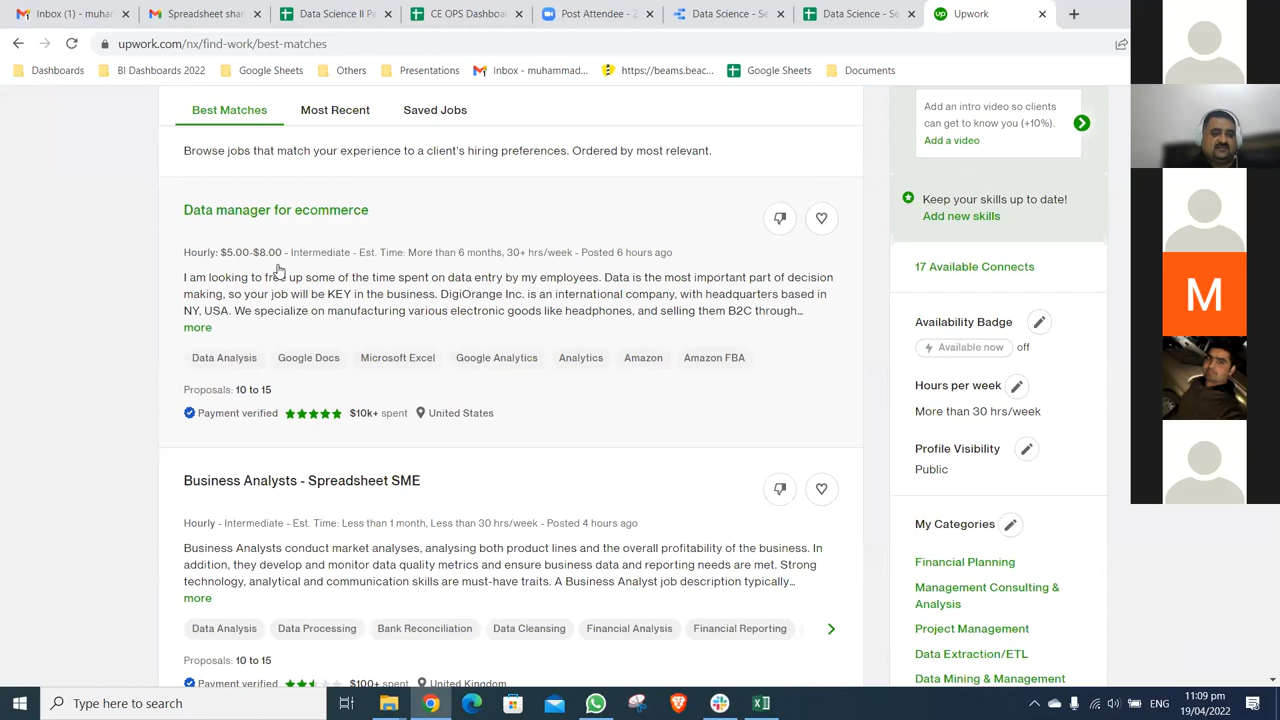 Inbox (1) - muha
Spreadsheet shar
Data Science II Pa
CE OPS Dashboa
Post Attendee - Z
Data Science - Se
Data Science - Se
Upwork
upwork.com/nx/find-work/best-matches
Dashboards
BI Dashboards 2022
Google Sheets
Others
Presentations
Inbox - muhammad...
https://beams.beac...
Google Sheets
Documents
Best Matches
Most Recent
Saved Jobs
Browse jobs that match your experience to a client's hiring preferences. Ordered by most relevant.
Data manager for ecommerce
Hourly: $5.00-$8.00 - Intermediate - Est. Time: More than 6 months, 30+ hrs/week - Posted 6 hours ago
I am looking to free up some of the time spent on data entry by my employees. Data is the most important part of decision
making, so your job will be KEY in the business. DigiOrange Inc. is an international company, with headquarters based in
NY, USA. We specialize on manufacturing various electronic goods like headphones, and selling them B2C through…
more
Data Analysis
Google Docs
Microsoft Excel
Google Analytics
Analytics
Amazon
Amazon FBA
Proposals: 10 to 15
Payment verified
$10k+ spent
United States
Business Analysts - Spreadsheet SME
Hourly - Intermediate - Est. Time: Less than 1 month, Less than 30 hrs/week - Posted 4 hours ago
Business Analysts conduct market analyses, analysing both product lines and the overall profitability of the business. In
addition, they develop and monitor data quality metrics and ensure business data and reporting needs are met. Strong
technology, analytical and communication skills are must-have traits. A Business Analyst job description typically…
more
Data Analysis
Data Processing
Bank Reconciliation
Data Cleansing
Financial Analysis
Financial Reporting
Proposals: 10 to 15
Payment verified
$100+ spent
United Kingdom
Add an intro video so clients
can get to know you (+10%).
Add a video
Keep your skills up to date!
Add new skills
17 Available Connects
Availability Badge
Available now
off
Hours per week
More than 30 hrs/week
Profile Visibility
Public
My Categories
Financial Planning
Management Consulting &
Analysis
Project Management
Data Extraction/ETL
Data Mining & Management
M
Type here to search
11:09 pm
19/04/2022